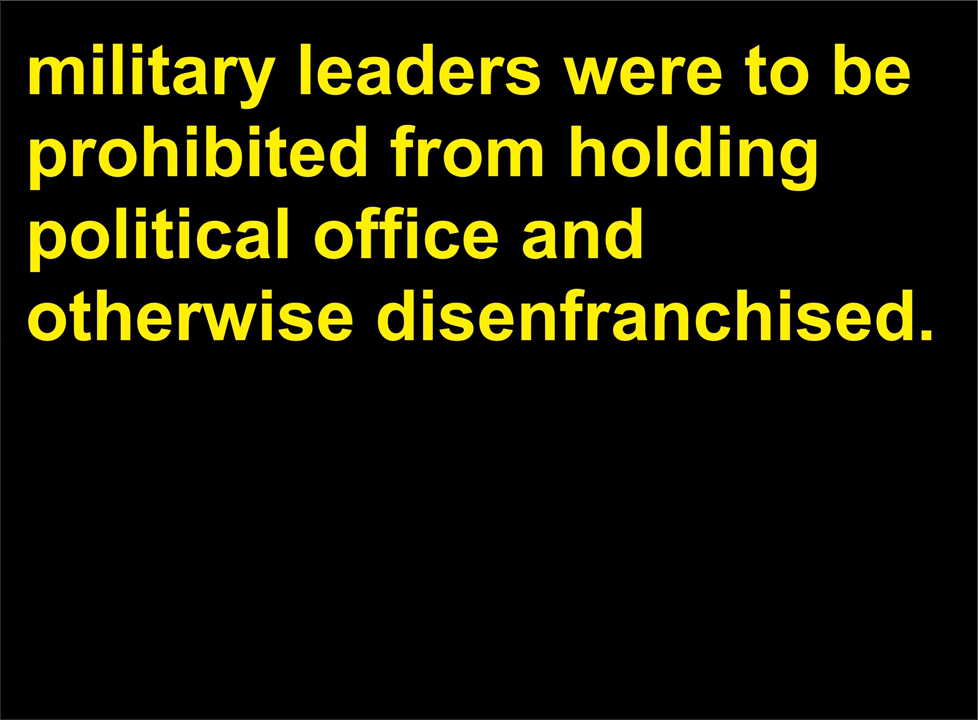 military leaders were to be
prohibited from holding
political office and
otherwise disenfranchised.